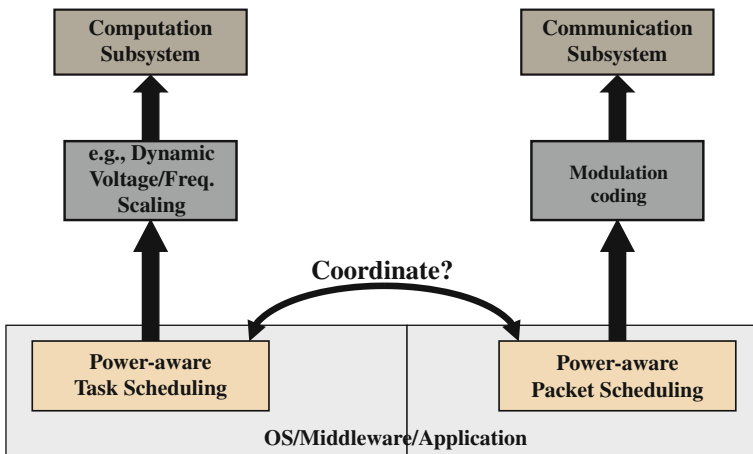 Computation
Subsystem
Communication
Subsystem
e.g., Dynamic
Voltage/Freq.
Scaling
Modulation
coding
Coordinate?
Power-aware
Task Scheduling
Power-aware
Packet Scheduling
OS/Middleware/Application